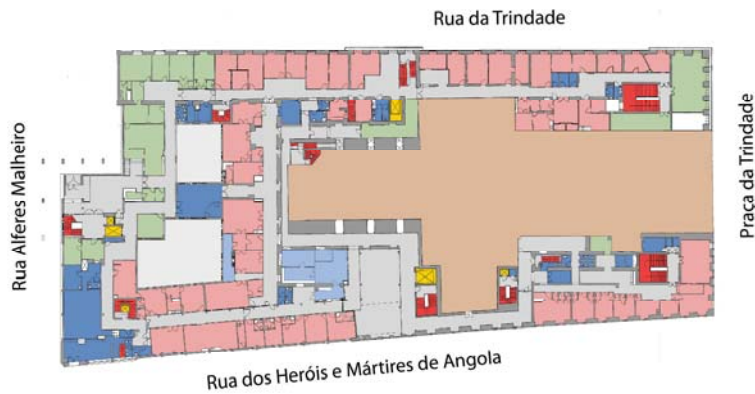 Rua da Trindade
Rua Alferes Malheiro
Praça da Trindade
Rua dos Heróis e Mártires de Angola